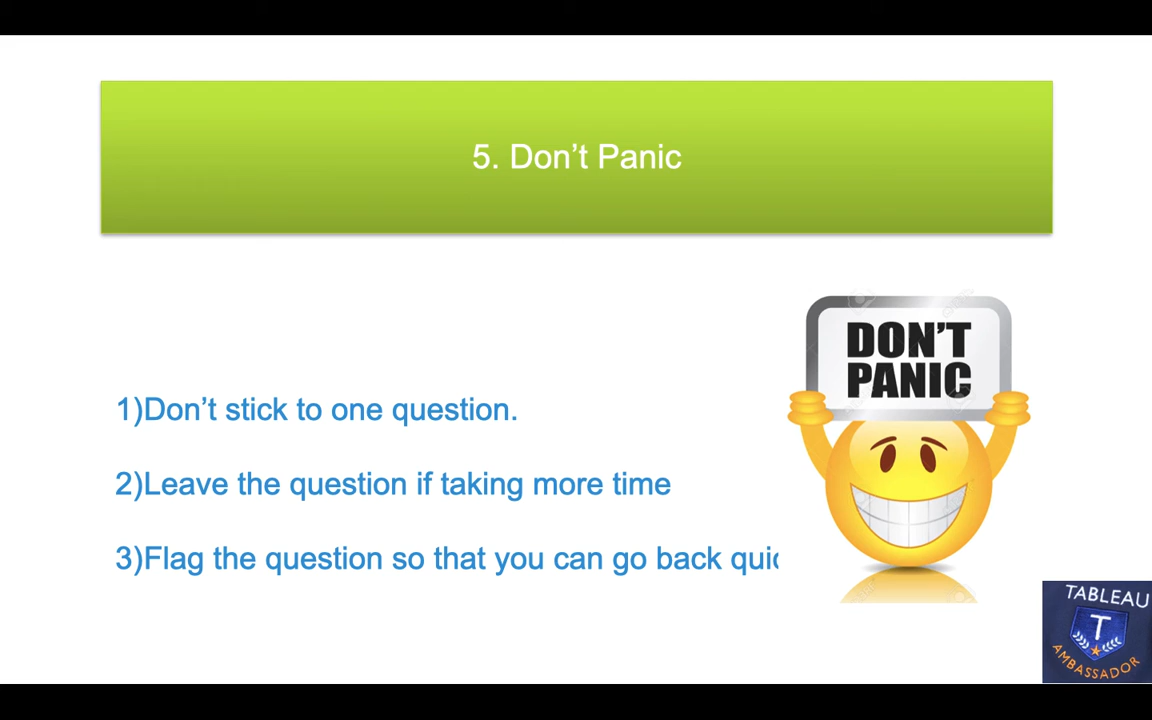 5. Don’t Panic
DON’T
PANIC
1)Don’t stick to one question.
2)Leave the question if taking more time
3)Flag the question so that you can go back
TABLEAU
T
AMBASSADOR